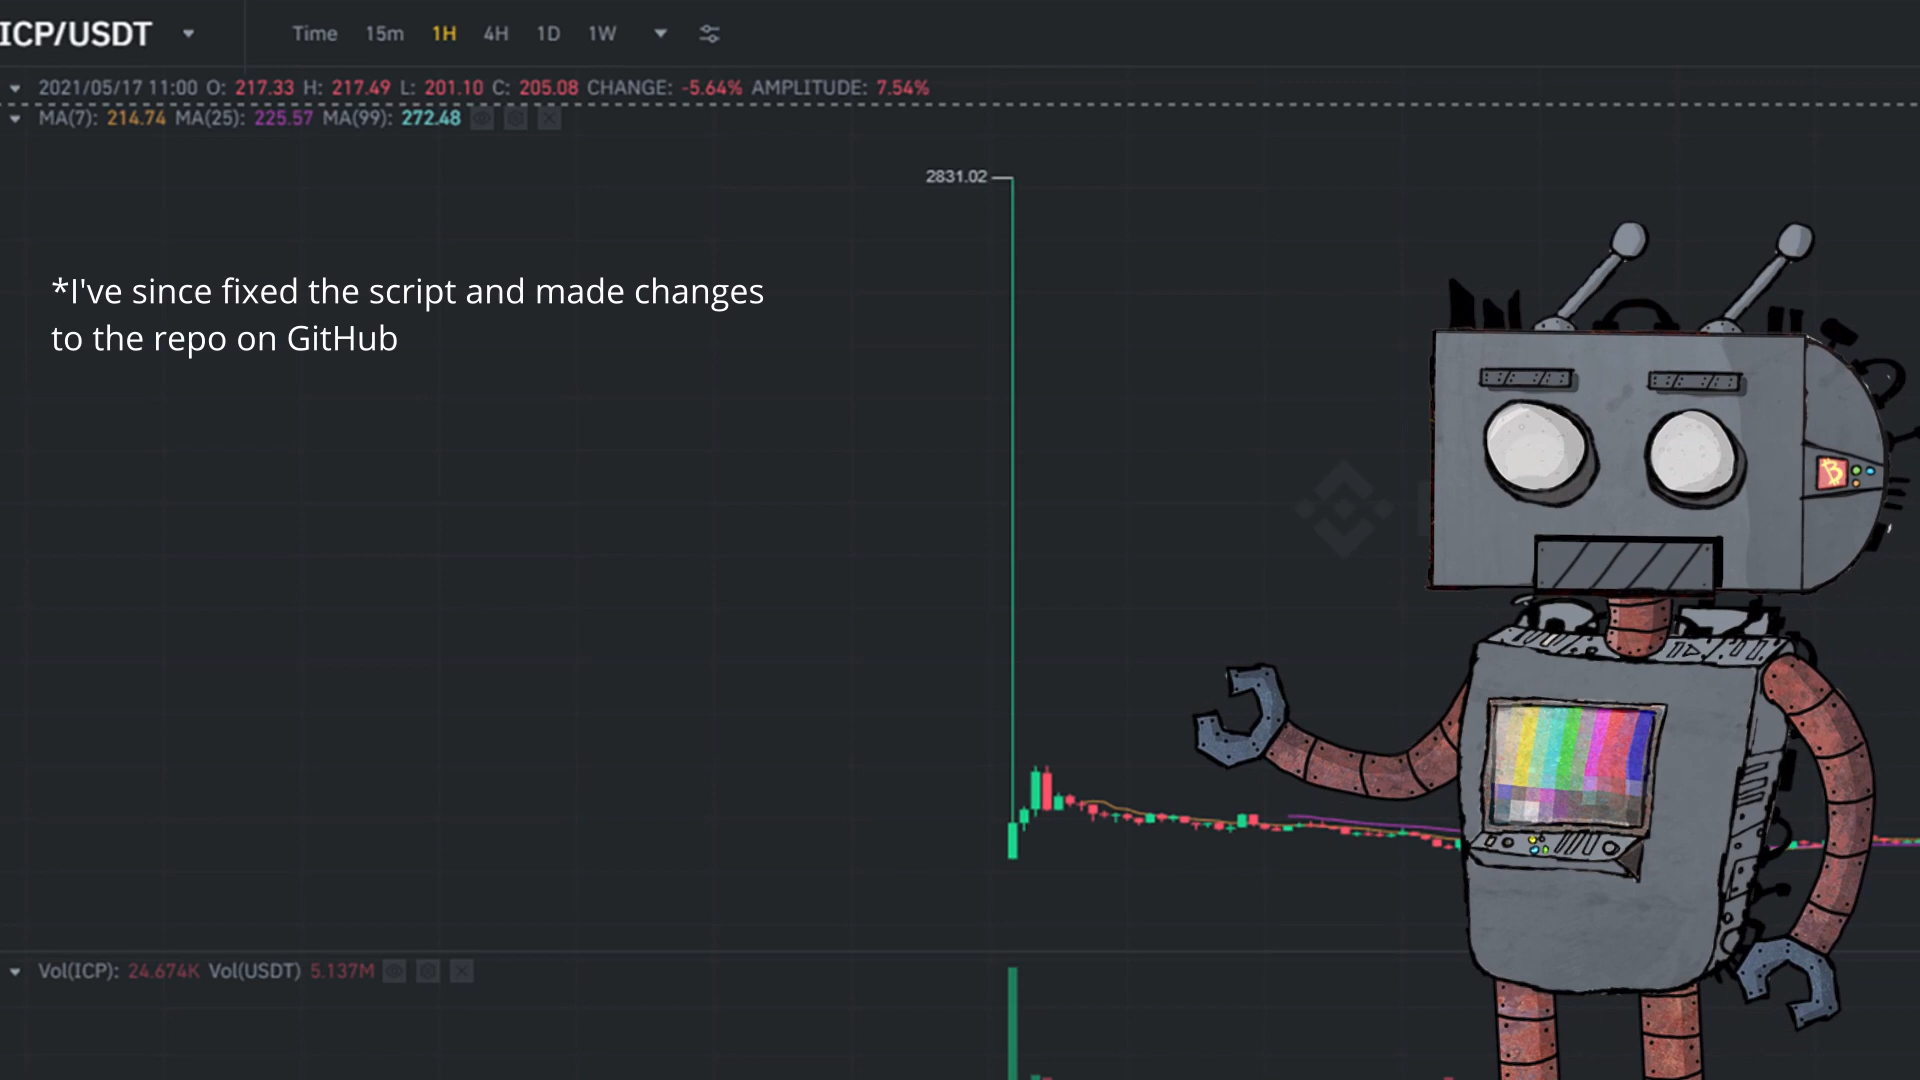 ICP/USDT
Time 15m 1H 4H 1D 1W
2021/05/17 11:00 O: 217.33 H: 217.49 L: 201.10 C: 205.08 CHANGE: -5.64% AMPLITUDE: 7.54%
MA(7): 214.74 MA(25): 225.57 MA(99): 272.48
2831.02
*I've since fixed the script and made changes
to the repo on GitHub
Vol(ICP): 24.674K Vol(USDT) 5.137M